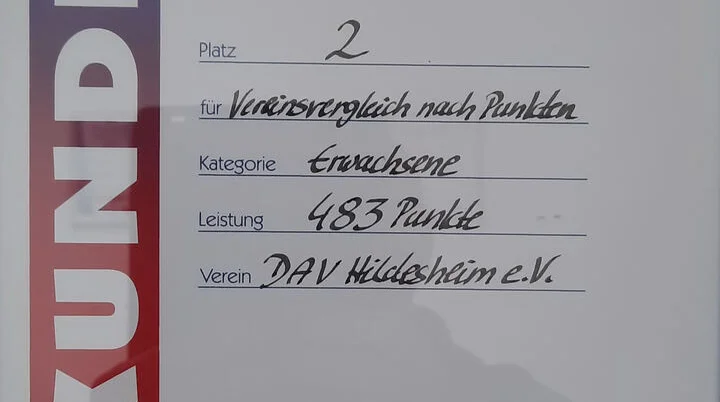 KUNDE
Platz 2
für Vereinsvergleich nach Punkten
Kategorie Erwachsene
Leistung 483 Punkte
Verein DAV Hildesheim e.V.